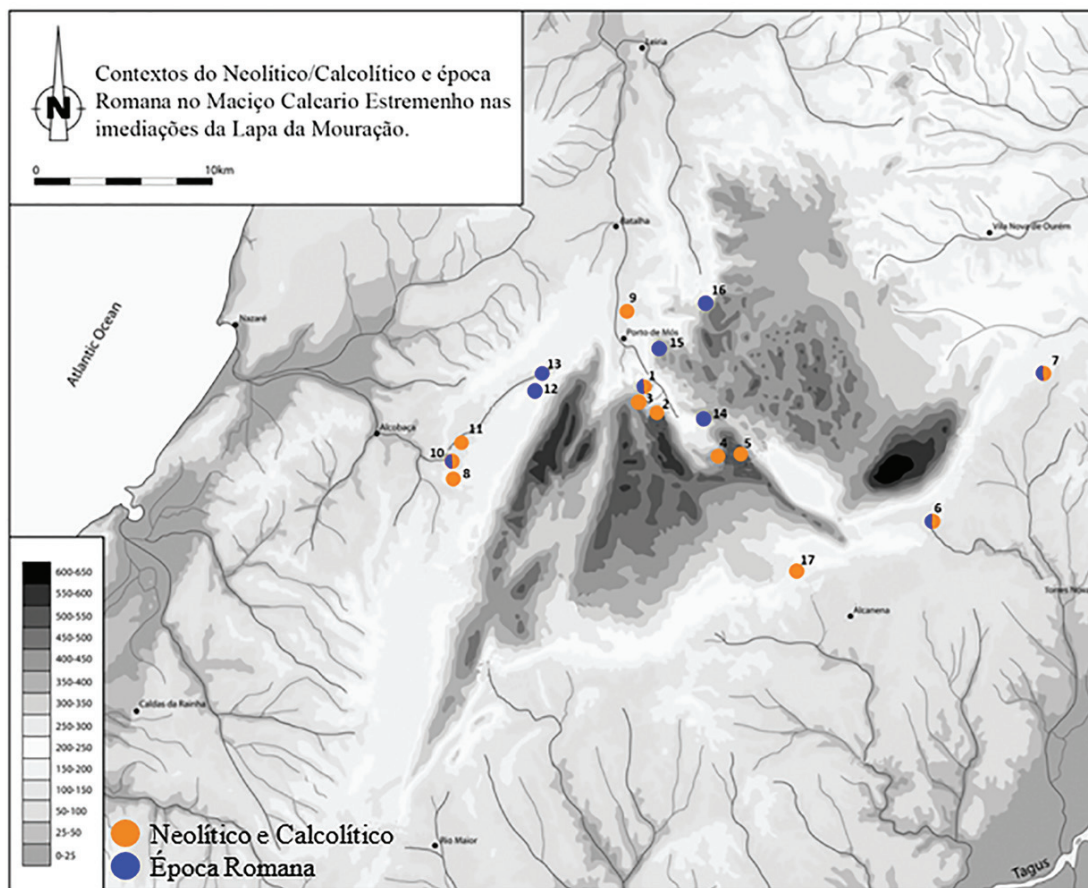 N
Contextos do Neolítico/Calcolítico e época
Romana no Maciço Calcario Estremenho nas
imediações da Lapa da Mouração.
0 10km
Leiria
Batalha
Vila Nova de Ourém
Atlantic Ocean
Nazaré
16
9
Porto de Mós
15
13
12
1
7
3
2
14
11
Alcobaça
4
5
10
8
6
17
Torres Nova
Alcanena
600-650
550-600
500-550
450-500
400-450
350-400
300-350
250-300
200-250
150-200
100-150
50-100
25-50
0-25
Caldas da Rainha
Rio Maior
Neolítico e Calcolítico
Época Romana
Tagus